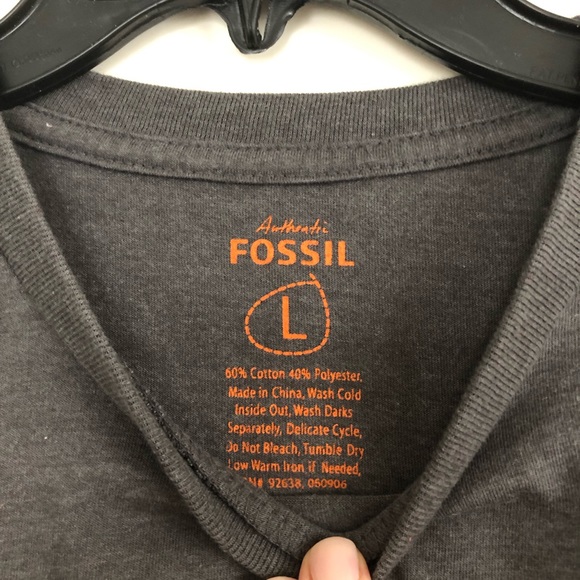 Authentic
FOSSIL
L
60% Cotton 40% Polyester,
Made in China, Wash Cold
Inside Out, Wash Darks
Separately, Delicate Cycle,
Do Not Bleach, Tumble Dry
Low Warm Iron if Needed,
N# 92638, 060906